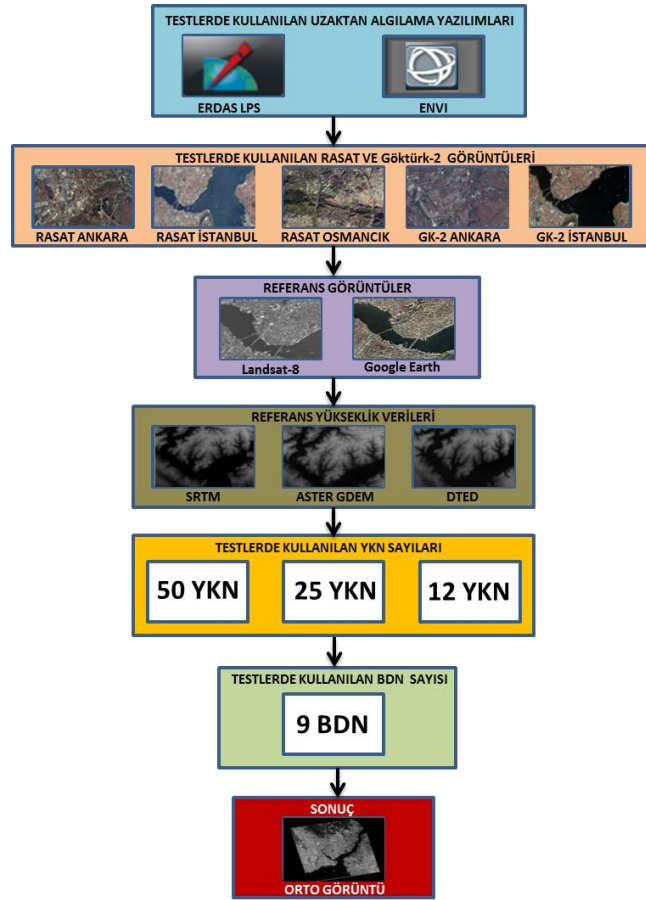 TESTLERDE KULLANILAN UZAKTAN ALGILAMA YAZILIMLARI
ERDAS LPS
ENVI
TESTLERDE KULLANILAN RASAT VE Göktürk-2 GÖRÜNTÜLERİ
RASAT ANKARA
RASAT İSTANBUL
RASAT OSMANCIK
GK-2 ANKARA
GK-2 İSTANBUL
REFERANS GÖRÜNTÜLER
Landsat-8
Google Earth
REFERANS YÜKSEKLİK VERİLERİ
SRTM
ASTER GDEM
DTED
TESTLERDE KULLANILAN YKN SAYILARI
50 YKN
25 YKN
12 YKN
TESTLERDE KULLANILAN BDN SAYISI
9 BDN
SONUÇ
ORTO GÖRÜNTÜ